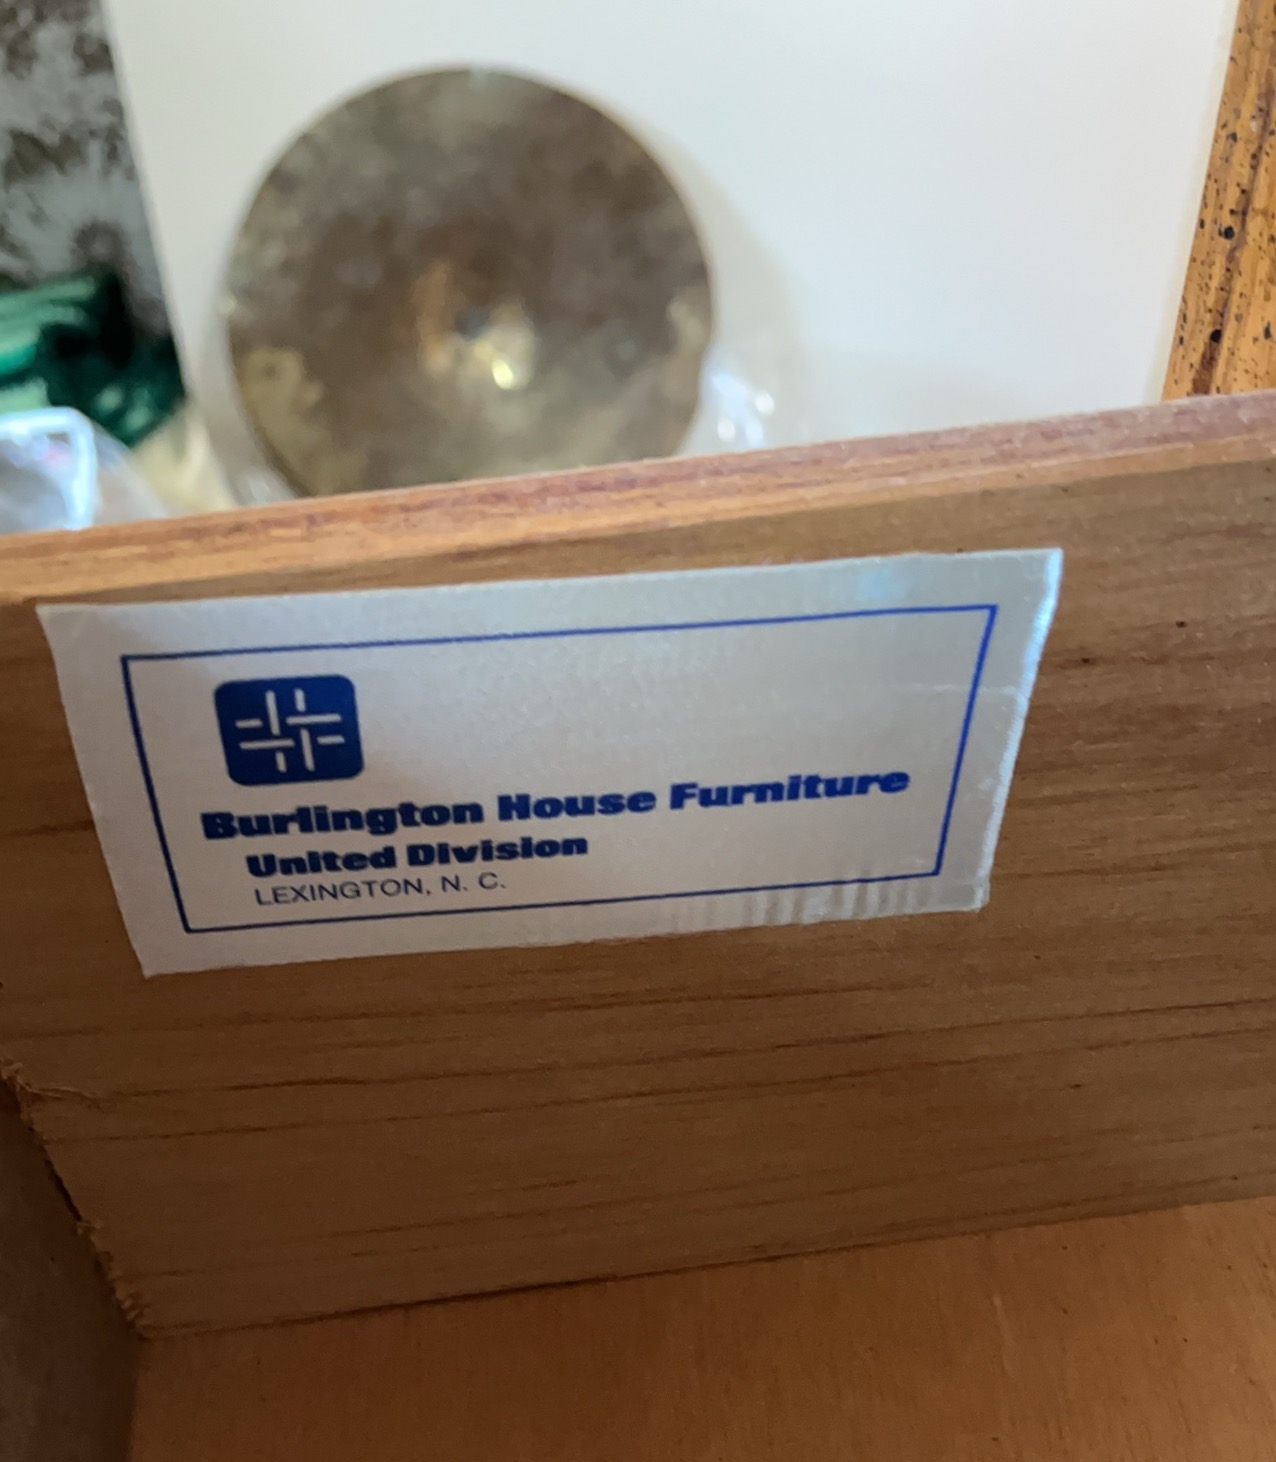 Burlington House Furniture
United Division
LEXINGTON, N. C.